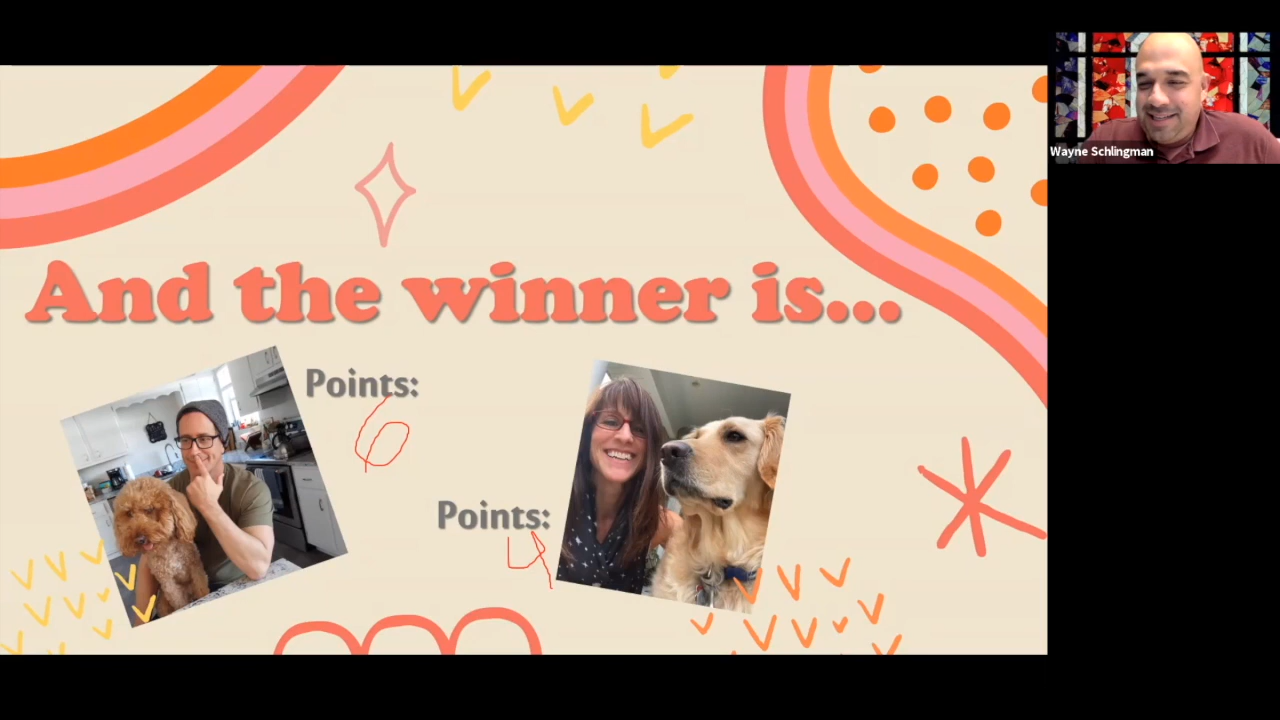 Wayne Schlingman
And the winner is...
Points:
6
Points:
4